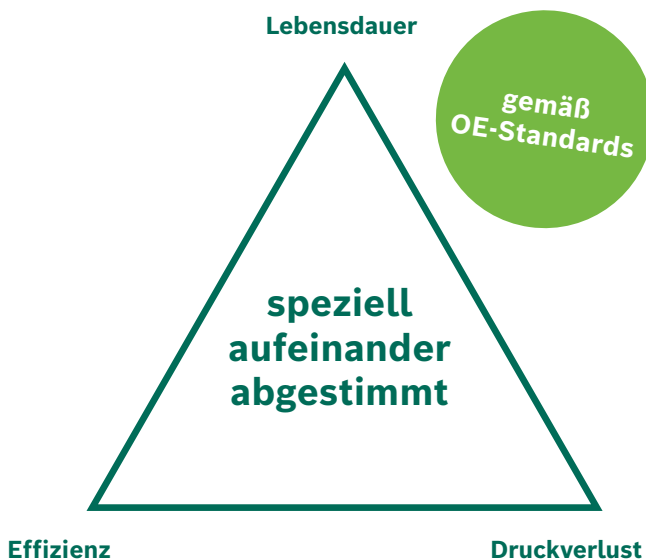 Lebensdauer
gemäß
OE-Standards
speziell
aufeinander
abgestimmt
Effizienz
Druckverlust